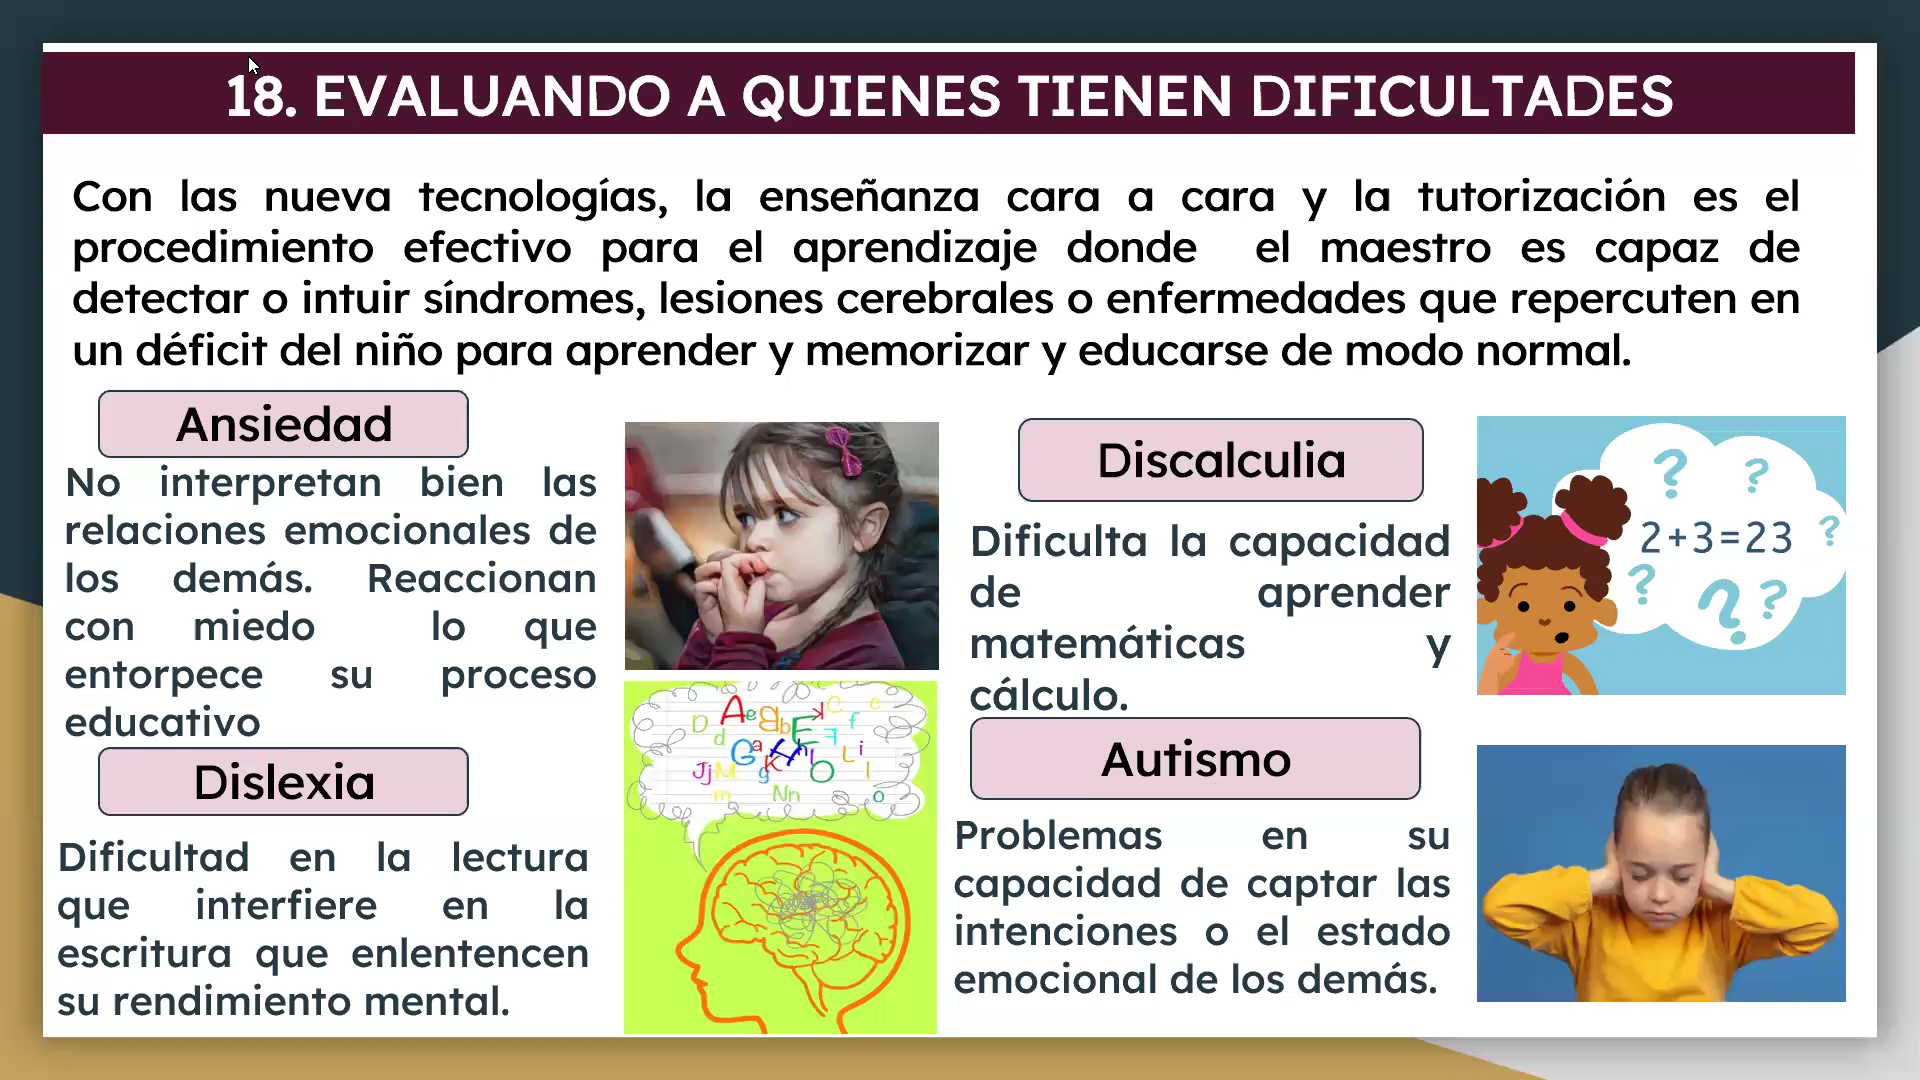 18. EVALUANDO A QUIENES TIENEN DIFICULTADES
Con las nueva tecnologías, la enseñanza cara a cara y la tutorización es el
procedimiento efectivo para el aprendizaje donde el maestro es capaz de
detectar o intuir síndromes, lesiones cerebrales o enfermedades que repercuten en
un déficit del niño para aprender y memorizar y educarse de modo normal.
Ansiedad
No interpretan bien las
relaciones emocionales de
los demás. Reaccionan
con miedo lo que
entorpece su proceso
educativo
Dislexia
Dificultad en la lectura
que interfiere en la
escritura que enlentencen
su rendimiento mental.
Discalculia
Dificulta la capacidad
de aprender
matemáticas y
cálculo.
? ?
2+3=23 ?
? ? ?
Autismo
Problemas en su
capacidad de captar las
intenciones o el estado
emocional de los demás.